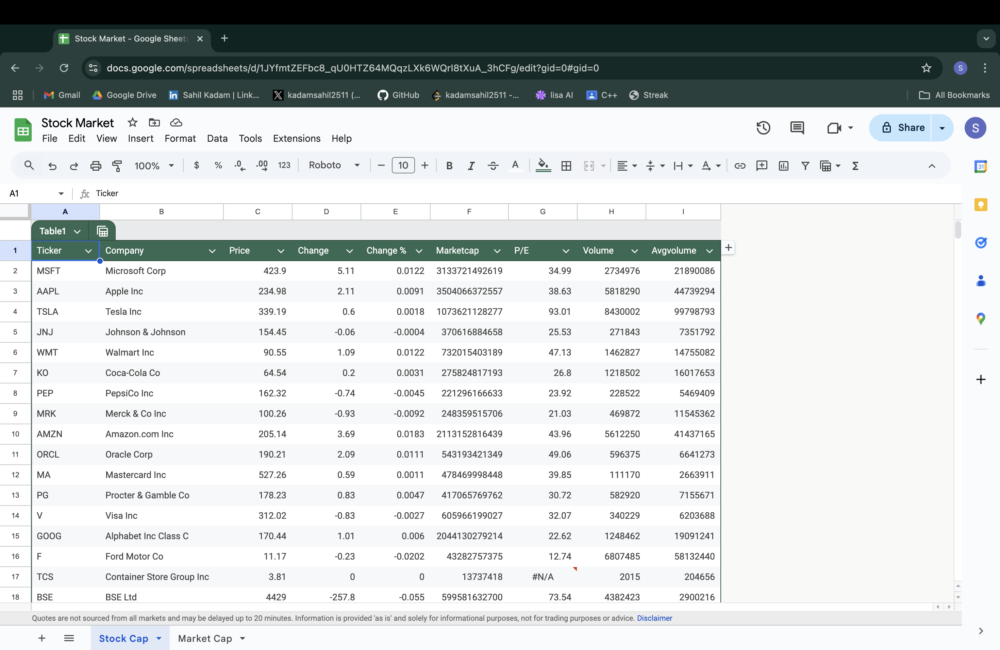 Stock Market - Google Sheets
docs.google.com/spreadsheets/d/1JYfmtZEFbc8_qU0HTZ64MQqzLXk6WQrI8tXuA_3hCFg/edit?gid=0#gid=0 S
Gmail Google Drive Sahil Kadam | Link... kadamsahil2511 (... GitHub kadamsahil2511 -... lisa AI C++ Streak All Bookmarks
Stock Market
File Edit View Insert Format Data Tools Extensions Help Share S
100% $ % .0 .00 123 Roboto 10 B I A 31
A1 fx Ticker
A B C D E F G H I
Table1
1 Ticker Company Price Change Change % Marketcap P/E Volume Avgvolume
2 MSFT Microsoft Corp 423.9 5.11 0.0122 3133721492619 34.99 2734976 21890086
3 AAPL Apple Inc 234.98 2.11 0.0091 3504066372557 38.63 5818290 44739294
4 TSLA Tesla Inc 339.19 0.6 0.0018 1073621128277 93.01 8430002 99798793
5 JNJ Johnson & Johnson 154.45 -0.06 -0.0004 370616884658 25.53 271843 7351792
6 WMT Walmart Inc 90.55 1.09 0.0122 732015403189 47.13 1462827 14755082
7 KO Coca-Cola Co 64.54 0.2 0.0031 275824817193 26.8 1218502 16017653
8 PEP PepsiCo Inc 162.32 -0.74 -0.0045 221296166633 23.92 228522 5469409
9 MRK Merck & Co Inc 100.26 -0.93 -0.0092 248359515706 21.03 469872 11545362
10 AMZN Amazon.com Inc 205.14 3.69 0.0183 2113152816439 43.96 5612250 41437165
11 ORCL Oracle Corp 190.21 2.09 0.0111 543193421349 49.06 596375 6641273
12 MA Mastercard Inc 527.26 0.59 0.0011 478469998448 39.85 111170 2663911
13 PG Procter & Gamble Co 178.23 0.83 0.0047 417065769762 30.72 582920 7155671
14 V Visa Inc 312.02 -0.83 -0.0027 605966199027 32.07 340229 6203688
15 GOOG Alphabet Inc Class C 170.44 1.01 0.006 2044130279214 22.62 1248462 19091241
16 F Ford Motor Co 11.17 -0.23 -0.0202 43282757375 12.74 6807485 58132440
17 TCS Container Store Group Inc 3.81 0 0 13737418 #N/A 2015 204656
18 BSE BSE Ltd 4429 -257.8 -0.055 599581632700 73.54 4382423 2900216
Quotes are not sourced from all markets and may be delayed up to 20 minutes. Information is provided 'as is' and solely for informational purposes, not for trading purposes or advice. Disclaimer
Stock Cap Market Cap